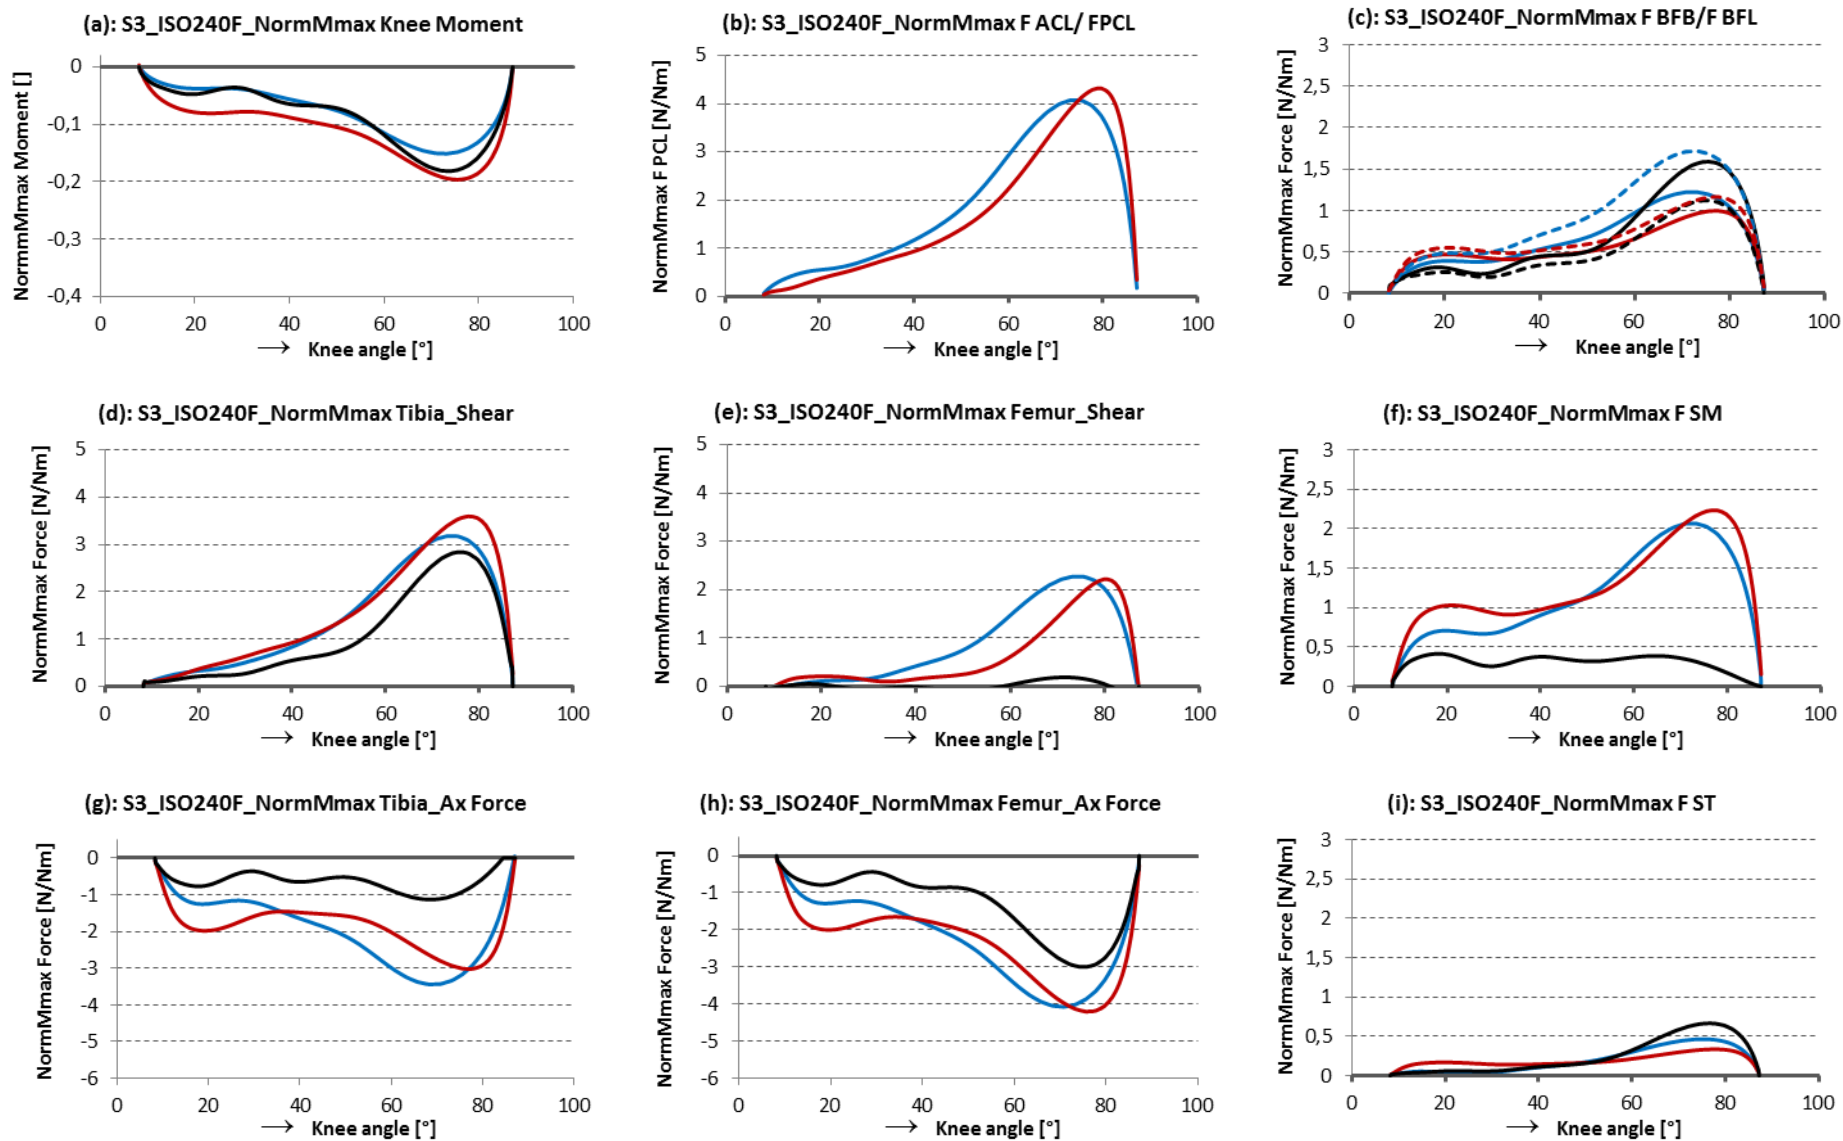 (a): S3_ISO240F_NormMmax Knee Moment
NormMmax Moment []
0
-0,1
-0,2
-0,3
-0,4
0 20 40 60 80 100
→ Knee angle [°]
(b): S3_ISO240F_NormMmax F ACL/ FPCL
NormMmax F PCL [N/Nm]
5
4
3
2
1
0
0 20 40 60 80 100
→ Knee angle [°]
(c): S3_ISO240F_NormMmax F BFB/F BFL
NormMmax Force [N/Nm]
3
2,5
2
1,5
1
0,5
0
0 20 40 60 80 100
→ Knee angle [°]
(d): S3_ISO240F_NormMmax Tibia_Shear
NormMmax Force [N/Nm]
5
4
3
2
1
0
0 20 40 60 80 100
→ Knee angle [°]
(e): S3_ISO240F_NormMmax Femur_Shear
NormMmax Force [N/Nm]
5
4
3
2
1
0
0 20 40 60 80 100
→ Knee angle [°]
(f): S3_ISO240F_NormMmax F SM
NormMmax Force [N/Nm]
3
2,5
2
1,5
1
0,5
0
0 20 40 60 80 100
→ Knee angle [°]
(g): S3_ISO240F_NormMmax Tibia_Ax Force
NormMmax Force [N/Nm]
0
-1
-2
-3
-4
-5
-6
0 20 40 60 80 100
→ Knee angle [°]
(h): S3_ISO240F_NormMmax Femur_Ax Force
NormMmax Force [N/Nm]
0
-1
-2
-3
-4
-5
-6
0 20 40 60 80 100
→ Knee angle [°]
(i): S3_ISO240F_NormMmax F ST
NormMmax Force [N/Nm]
3
2,5
2
1,5
1
0,5
0
0 20 40 60 80 100
→ Knee angle [°]